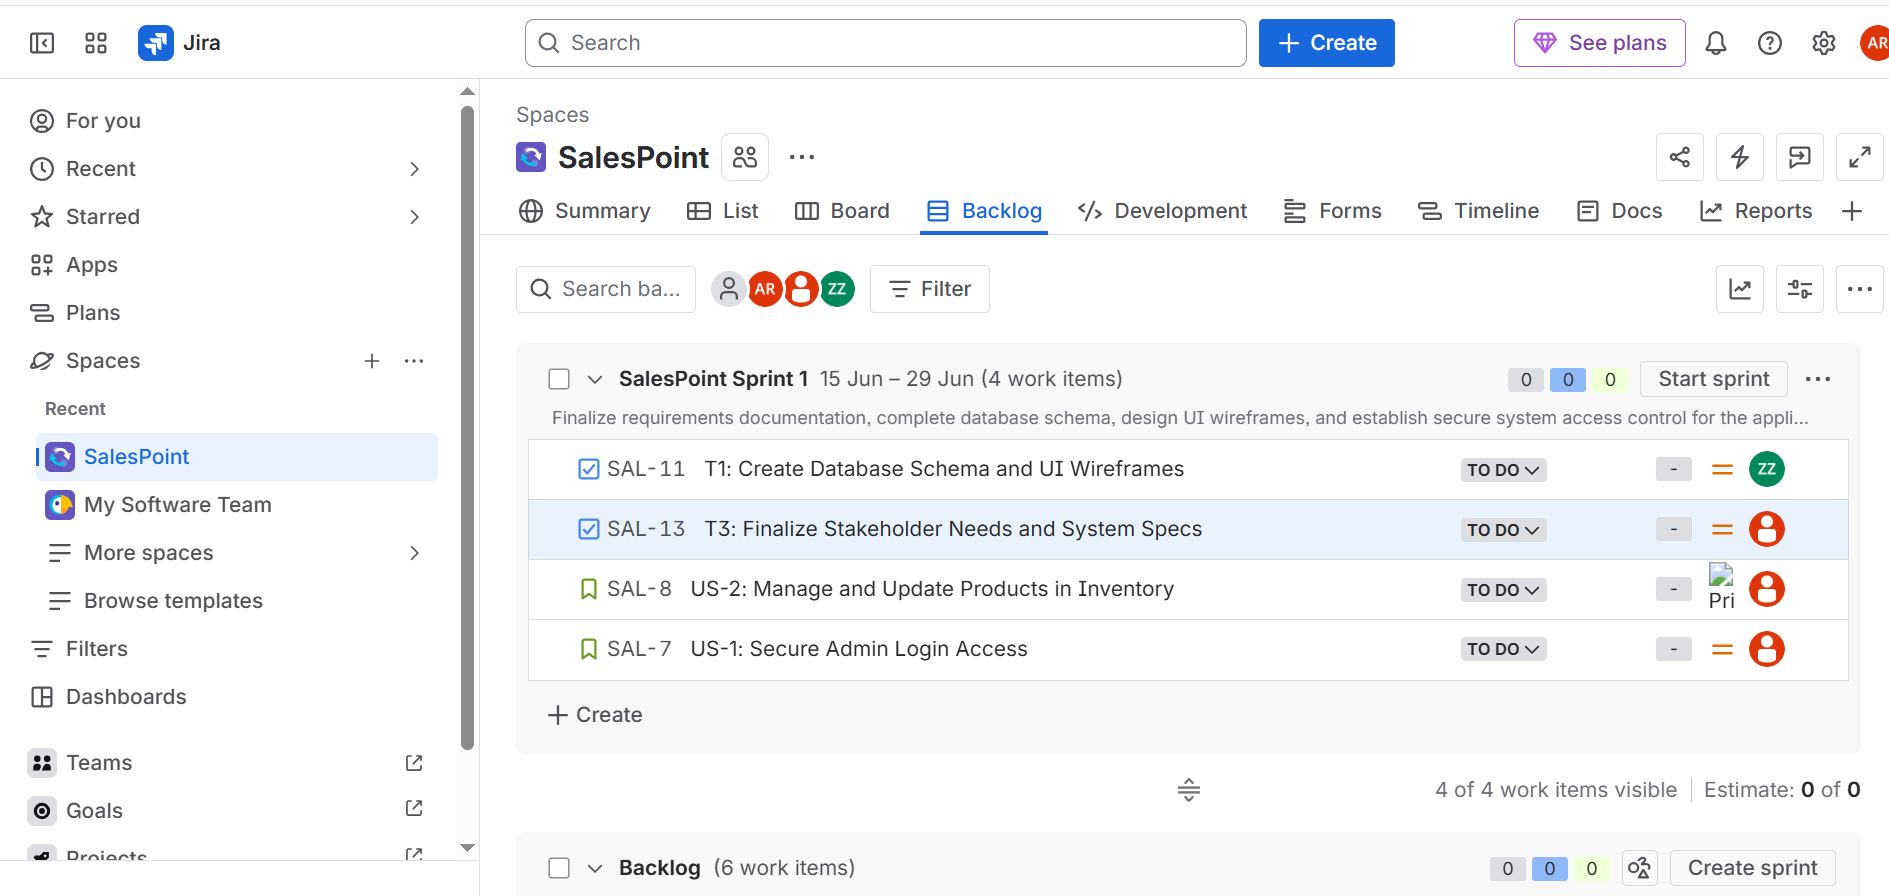 Jira
Search
Create
See plans
AR
For you
Recent
Starred
Apps
Plans
Spaces
Recent
SalesPoint
My Software Team
More spaces
Browse templates
Filters
Dashboards
Teams
Goals
Projects
Spaces
SalesPoint
Summary List Board Backlog Development Forms Timeline Docs Reports
Search ba... AR ZZ Filter
SalesPoint Sprint 1 15 Jun – 29 Jun (4 work items) 0 0 0 Start sprint
Finalize requirements documentation, complete database schema, design UI wireframes, and establish secure system access control for the appli...
SAL-11 T1: Create Database Schema and UI Wireframes TO DO - ZZ
SAL-13 T3: Finalize Stakeholder Needs and System Specs TO DO -
SAL-8 US-2: Manage and Update Products in Inventory TO DO - Pri
SAL-7 US-1: Secure Admin Login Access TO DO -
Create
4 of 4 work items visible Estimate: 0 of 0
Backlog (6 work items) 0 0 0 Create sprint